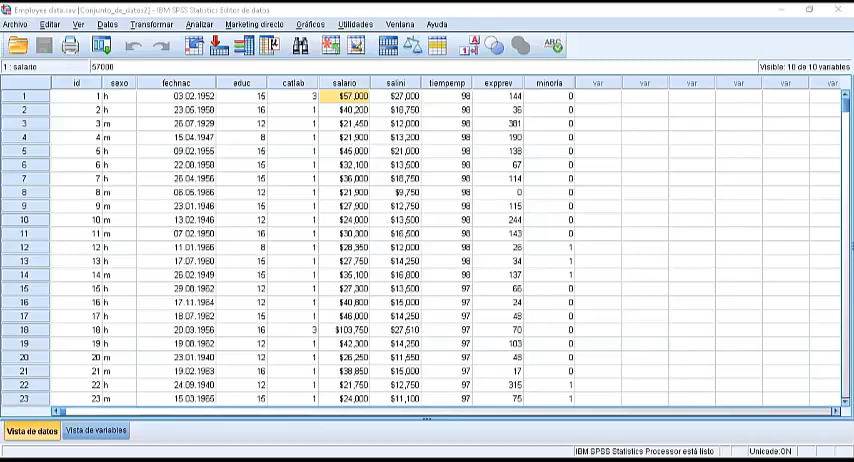 Employee data.sav [Conjunto_de_datos2] - IBM SPSS Statistics Editor de datos
Archivo Editar Ver Datos Transformar Analizar Marketing directo Gráficos Utilidades Ventana Ayuda
1 : salario 57000 Visible: 10 de 10 variables
id sexo fechnac educ catlab salario salini tiempemp expprev minoría var var var var var
1 1 h 03.02.1952 15 3 $57,000 $27,000 98 144 0
2 2 h 23.05.1958 16 1 $40,200 $18,750 98 36 0
3 3 m 26.07.1929 12 1 $21,450 $12,000 98 381 0
4 4 m 15.04.1947 8 1 $21,900 $13,200 98 190 0
5 5 h 09.02.1955 15 1 $45,000 $21,000 98 138 0
6 6 h 22.08.1958 15 1 $32,100 $13,500 98 67 0
7 7 h 26.04.1956 15 1 $36,000 $18,750 98 114 0
8 8 m 06.05.1966 12 1 $21,900 $9,750 98 0 0
9 9 m 23.01.1946 15 1 $27,900 $12,750 98 115 0
10 10 m 13.02.1946 12 1 $24,000 $13,500 98 244 0
11 11 m 07.02.1950 16 1 $30,300 $16,500 98 143 0
12 12 h 11.01.1966 8 1 $28,350 $12,000 98 26 1
13 13 h 17.07.1960 15 1 $27,750 $14,250 98 34 1
14 14 m 26.02.1949 15 1 $35,100 $16,800 98 137 1
15 15 h 29.08.1962 12 1 $27,300 $13,500 97 66 0
16 16 h 17.11.1964 12 1 $40,800 $15,000 97 24 0
17 17 h 18.07.1962 15 1 $46,000 $14,250 97 48 0
18 18 h 20.03.1956 16 3 $103,750 $27,510 97 70 0
19 19 h 19.08.1962 12 1 $42,300 $14,250 97 103 0
20 20 m 23.01.1940 12 1 $26,250 $11,550 97 48 0
21 21 m 19.02.1963 16 1 $38,850 $15,000 97 17 0
22 22 h 24.09.1940 12 1 $21,750 $12,750 97 315 1
23 23 m 15.03.1965 15 1 $24,000 $11,100 97 75 1
Vista de datos Vista de variables
IBM SPSS Statistics Processor está listo Unicode:ON